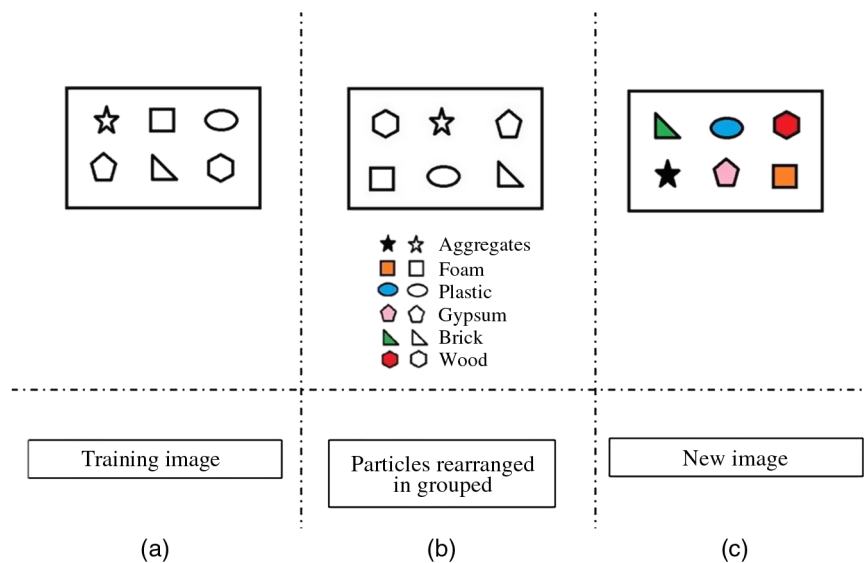 Aggregates
Foam
Plastic
Gypsum
Brick
Wood
Training image
Particles rearranged
in grouped
New image
(a)
(b)
(c)